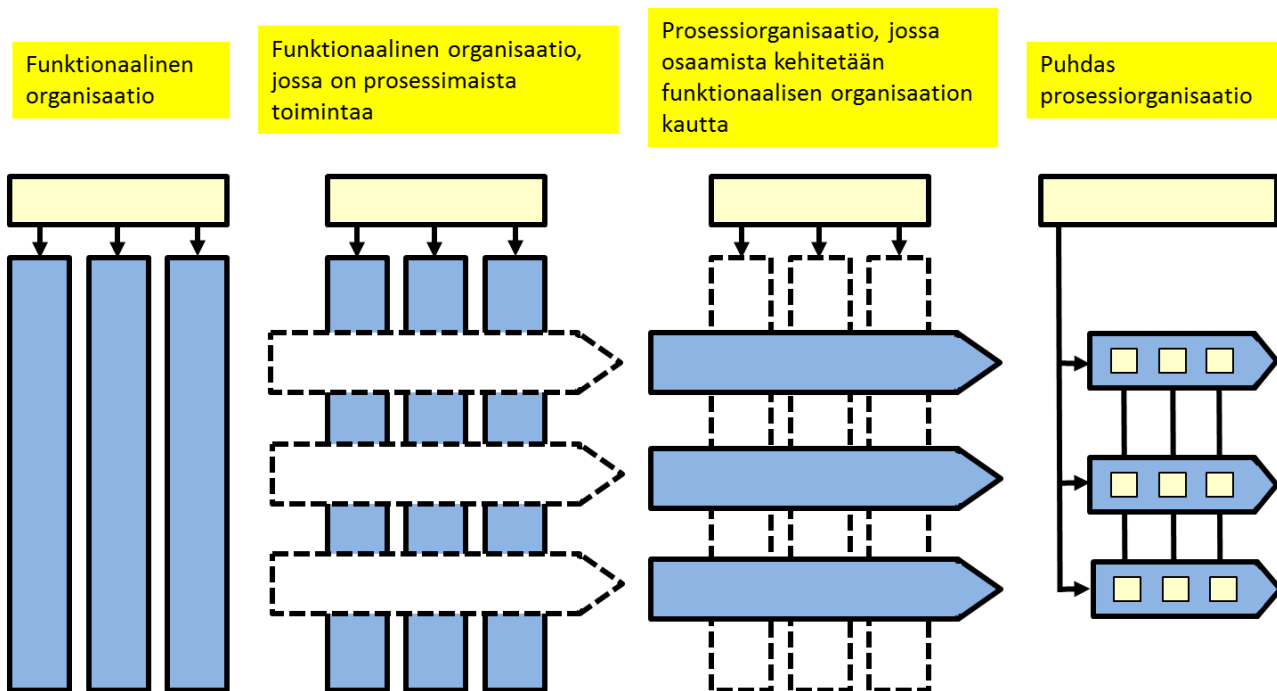 Funktionaalinen
organisaatio
Funktionaalinen organisaatio,
jossa on prosessimaista
toimintaa
Prosessiorganisaatio, jossa
osaamista kehitetään
funktionaalisen organisaation
kautta
Puhdas
prosessiorganisaatio